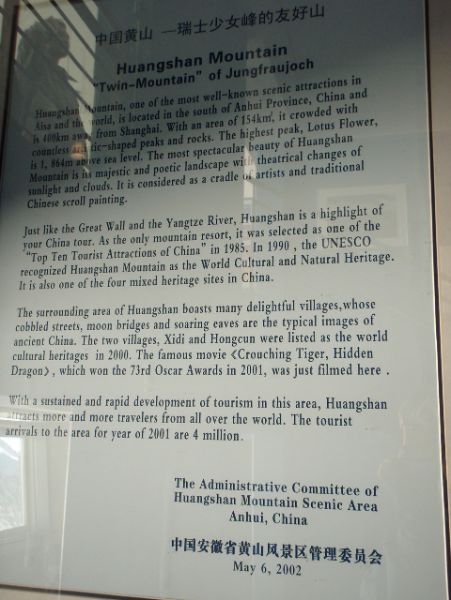 中国黄山 —瑞士少女峰的友好山
Huangshan Mountain
"Twin-Mountain" of Jungfraujoch
Huangshan Mountain, one of the most well-known scenic attractions in
Aisa and the world, is located in the south of Anhui Province, China and
is 400km away from Shanghai. With an area of 154k㎡, it crowded with
countless tic-shaped peaks and rocks. The highest peak, Lotus Flower,
is 1, 864m above sea level. The most spectacular beauty of Huangshan
Mountain is its majestic and poetic landscape with theatrical changes of
sunlight and clouds. It is considered as a cradle of artists and traditional
Chinese scroll painting.
Just like the Great Wall and the Yangtze River, Huangshan is a highlight of
your China tour. As the only mountain resort, it was selected as one of the
"Top Ten Tourist Attractions of China" in 1985. In 1990 , the UNESCO
recognized Huangshan Mountain as the World Cultural and Natural Heritage.
It is also one of the four mixed heritage sites in China.
The surrounding area of Huangshan boasts many delightful villages,whose
cobbled streets, moon bridges and soaring eaves are the typical images of
ancient China. The two villages, Xidi and Hongcun were listed as the world
cultural heritages in 2000. The famous movie《Crouching Tiger, Hidden
Dragon》, which won the 73rd Oscar Awards in 2001, was just filmed here .
With a sustained and rapid development of tourism in this area, Huangshan
attracts more and more travelers from all over the world. The tourist
arrivals to the area for year of 2001 are 4 million.
The Administrative Committee of
Huangshan Mountain Scenic Area
Anhui, China
中国安徽省黄山风景区管理委员会
May 6, 2002